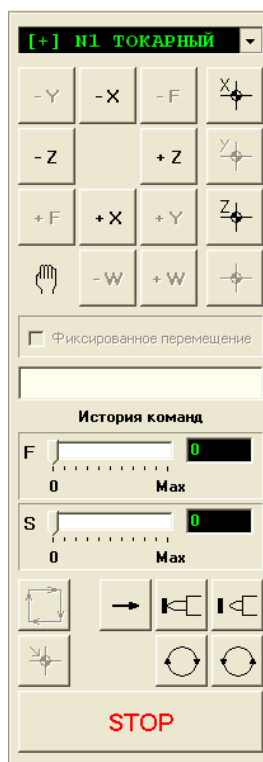 [+] N1 ТОКАРНЫЙ
- Y - X - F X
- Z + Z Y
+ F + X + Y Z
- W + W
Фиксированное перемещение
История команд
F 0
0 Max
S 0
0 Max
STOP